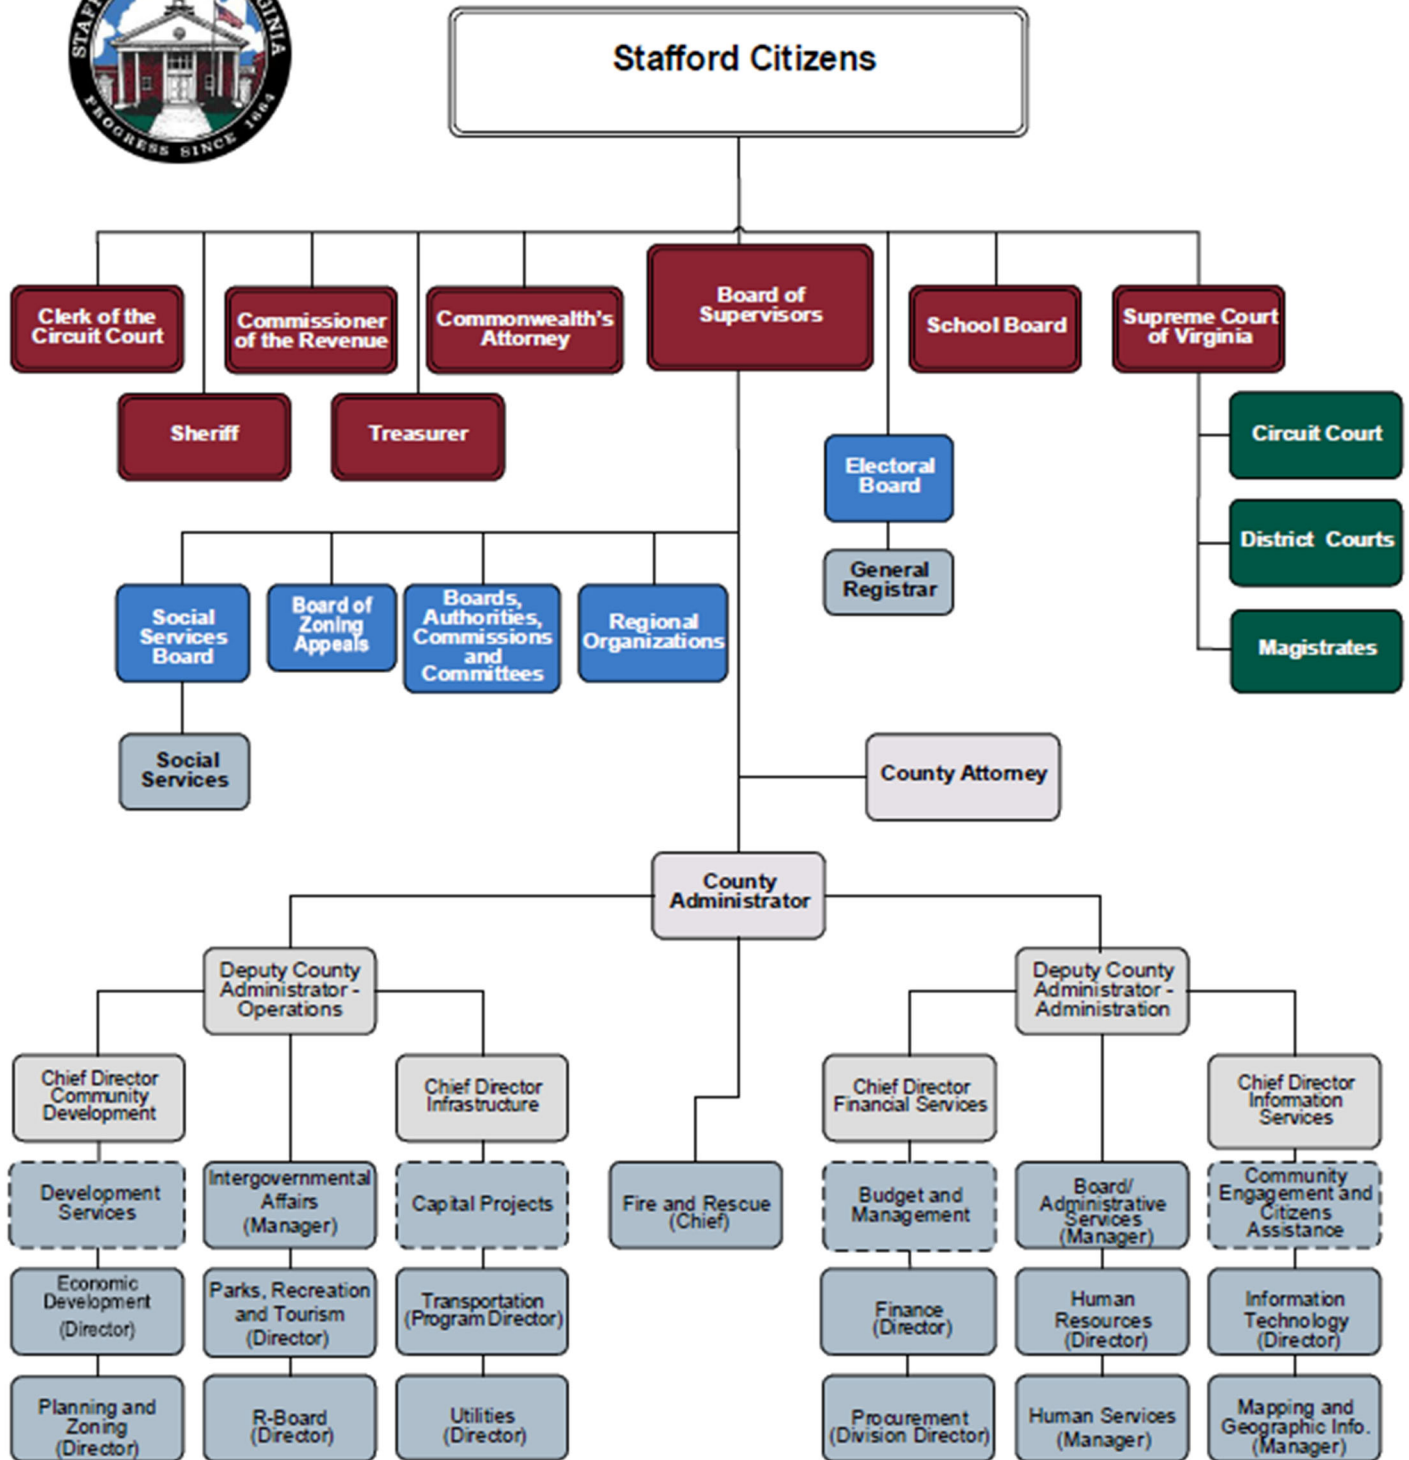 STAF
GINIA
PROGRESS SINCE 1664
Stafford Citizens
Clerk of the
Circuit Court
Commissioner
of the Revenue
Commonwealth's
Attorney
Board of
Supervisors
School Board
Supreme Court
of Virginia
Sheriff
Treasurer
Electoral
Board
General
Registrar
Circuit Court
District Courts
Magistrates
Social
Services
Board
Board of
Zoning
Appeals
Boards,
Authorities,
Commissions
and
Committees
Regional
Organizations
Social
Services
County Attorney
County
Administrator
Deputy County
Administrator -
Operations
Deputy County
Administrator -
Administration
Chief Director
Community
Development
Chief Director
Infrastructure
Chief Director
Financial Services
Chief Director
Information
Services
Development
Services
Intergovernmental
Affairs
(Manager)
Capital Projects
Fire and Rescue
(Chief)
Budget and
Management
Board/
Administrative
Services
(Manager)
Community
Engagement and
Citizens
Assistance
Economic
Development
(Director)
Parks, Recreation
and Tourism
(Director)
Transportation
(Program Director)
Finance
(Director)
Human
Resources
(Director)
Information
Technology
(Director)
Planning and
Zoning
(Director)
R-Board
(Director)
Utilities
(Director)
Procurement
(Division Director)
Human Services
(Manager)
Mapping and
Geographic Info.
(Manager)